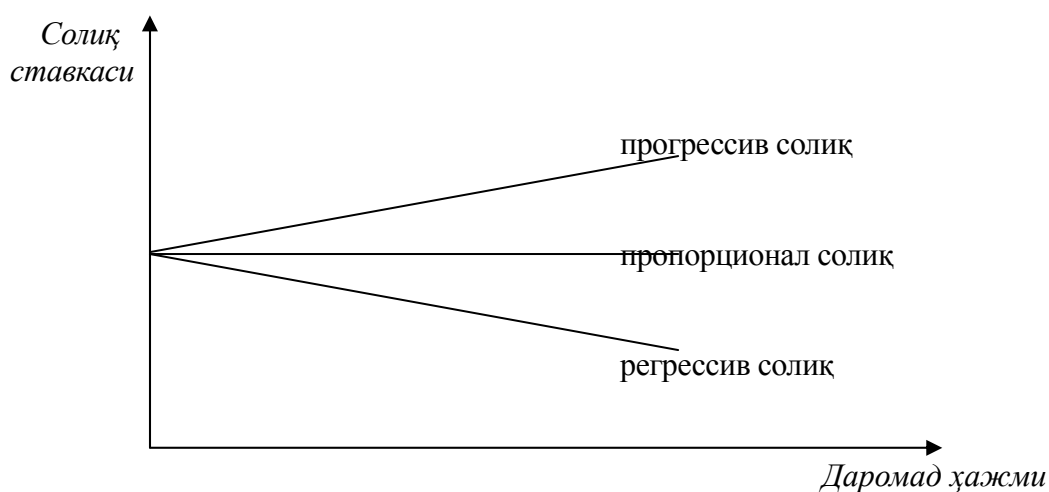 Солиқ
ставкаси
прогрессив солиқ
пропорционал солиқ
регрессив солиқ
Даромад ҳажми